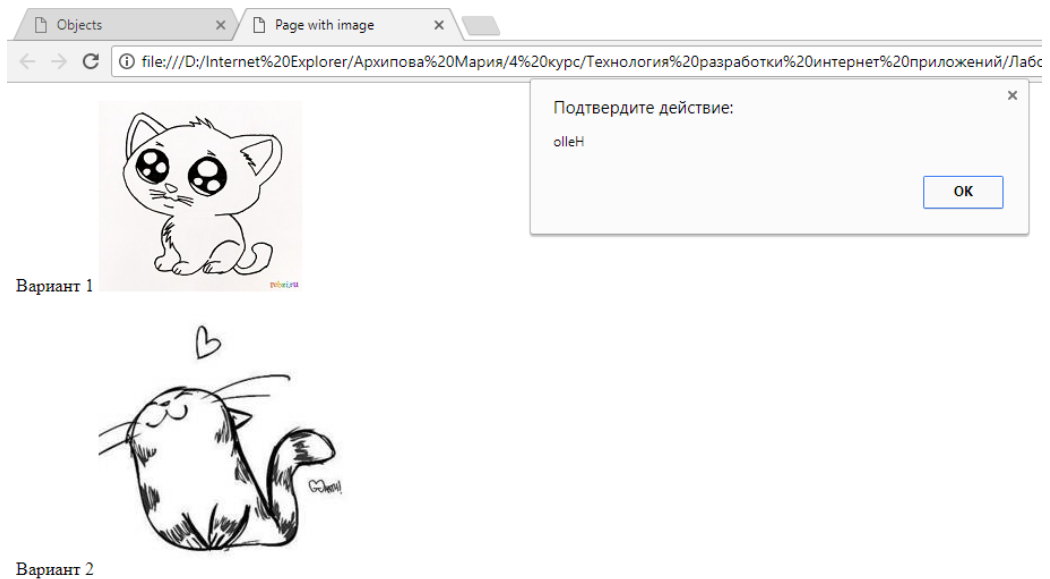 Objects
Page with image
file:///D:/Internet%20Explorer/Архипова%20Мария/4%20курс/Технология%20разработки%20интернет%20приложений/Лабо
Подтвердите действие:
olleH
ОК
Вариант 1
Вариант 2